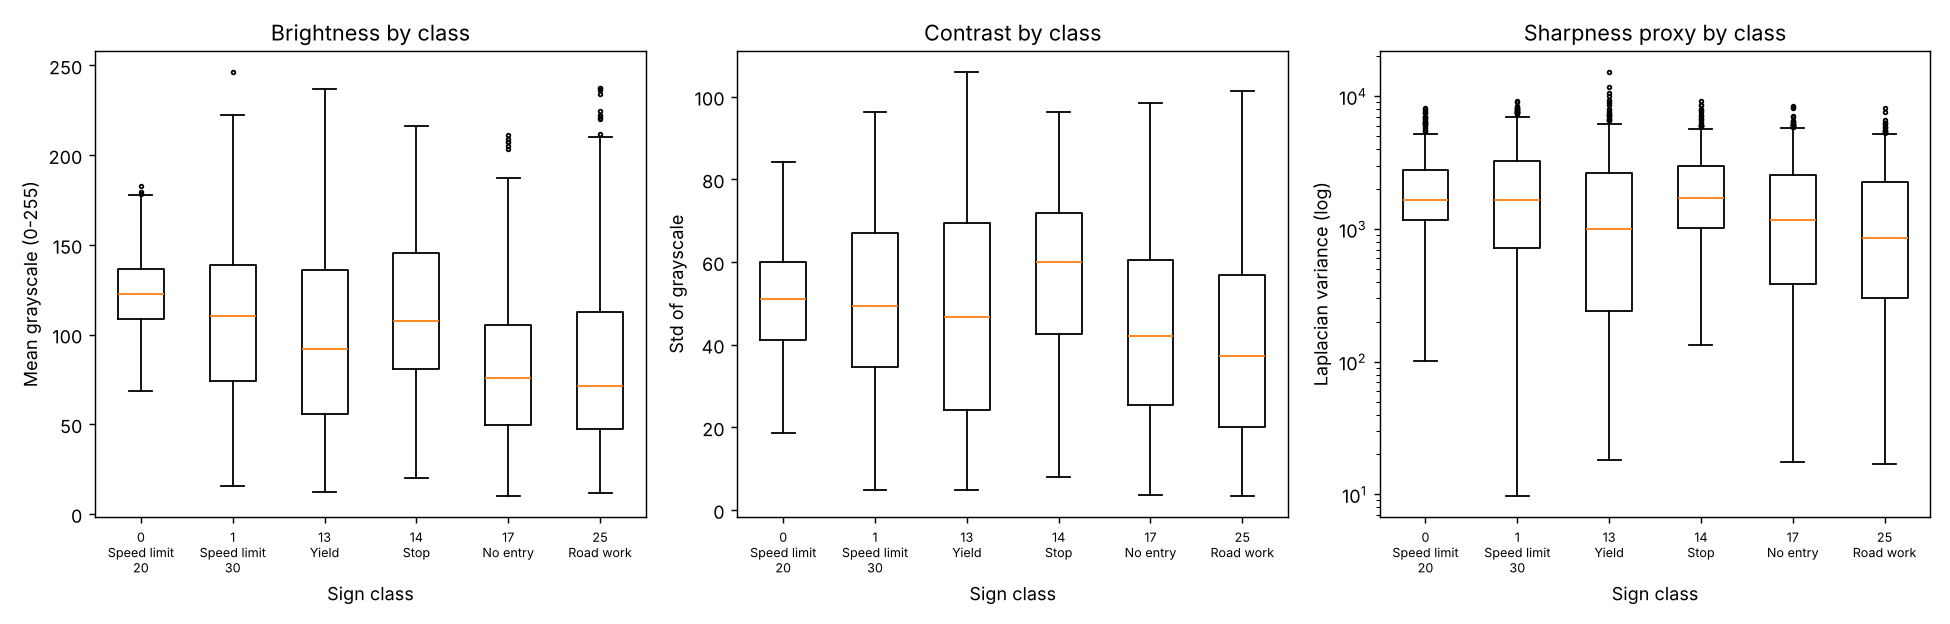 Brightness by class
Mean grayscale (0-255)
250
200
150
100
50
0
0
Speed limit
20
1
Speed limit
30
13
Yield
14
Stop
17
No entry
25
Road work
Sign class
Contrast by class
Std of grayscale
100
80
60
40
20
0
0
Speed limit
20
1
Speed limit
30
13
Yield
14
Stop
17
No entry
25
Road work
Sign class
Sharpness proxy by class
Laplacian variance (log)
10⁴
10³
10²
10¹
0
Speed limit
20
1
Speed limit
30
13
Yield
14
Stop
17
No entry
25
Road work
Sign class